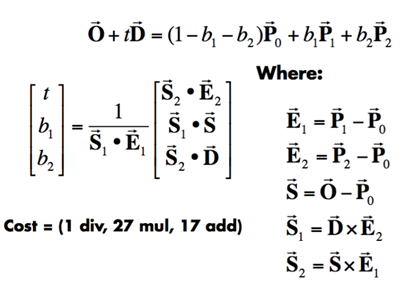 O⃗ + tD⃗ = (1 - b₁ - b₂)P⃗₀ + b₁P⃗₁ + b₂P⃗₂
Where:
[t b₁ b₂] = 1 / (S⃗₁ • E⃗₁) [S⃗₂ • E⃗₂ S⃗₁ • S⃗ S⃗₂ • D⃗]
E⃗₁ = P⃗₁ - P⃗₀
E⃗₂ = P⃗₂ - P⃗₀
S⃗ = O⃗ - P⃗₀
S⃗₁ = D⃗ × E⃗₂
S⃗₂ = S⃗ × E⃗₁
Cost = (1 div, 27 mul, 17 add)